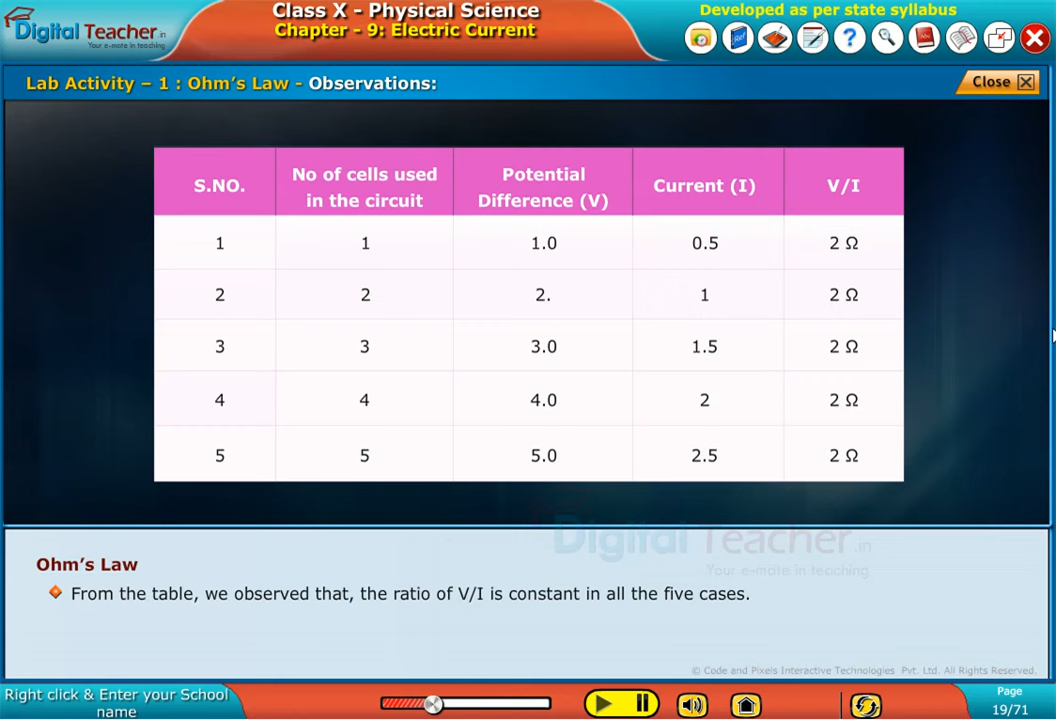 Digital Teacher.in
Your e-mate in teaching
Class X - Physical Science
Chapter - 9: Electric Current
Developed as per state syllabus
Lab Activity – 1 : Ohm's Law - Observations:
Close
S.NO. No of cells used in the circuit Potential Difference (V) Current (I) V/I
1 1 1.0 0.5 2 Ω
2 2 2. 1 2 Ω
3 3 3.0 1.5 2 Ω
4 4 4.0 2 2 Ω
5 5 5.0 2.5 2 Ω
Digital Teacher.in
Your e-mate in teaching
Ohm's Law
From the table, we observed that, the ratio of V/I is constant in all the five cases.
© Code and Pixels Interactive Technologies Pvt. Ltd. All Rights Reserved.
Right click & Enter your School
name
Page
19/71